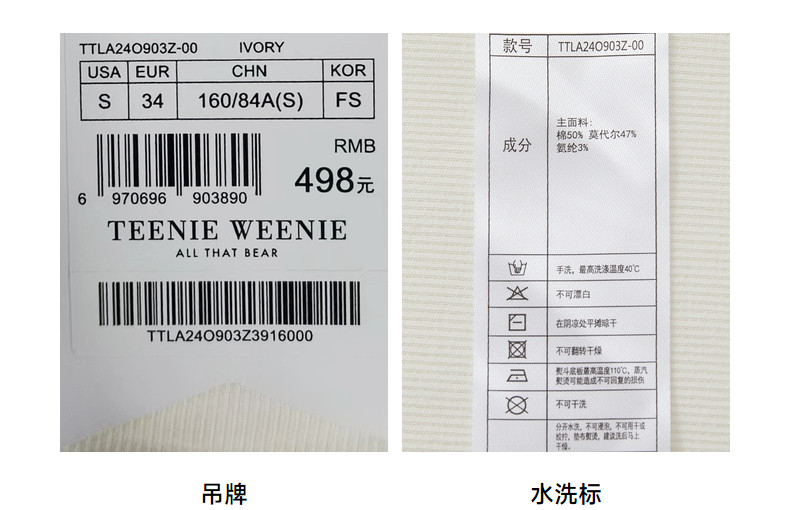 TTLA24O903Z-00 IVORY
USA EUR CHN KOR
S 34 160/84A(S) FS
RMB
498元
6 970696 903890
TEENIE WEENIE
ALL THAT BEAR
TTLA24O903Z3916000
吊牌
款号 TTLA24O903Z-00
成分
主面料:
棉50% 莫代尔47%
氨纶3%
手洗，最高洗涤温度40℃
不可漂白
在阴凉处平摊晾干
不可翻转干燥
熨斗底板最高温度110℃，蒸汽
熨烫可能造成不可回复的损伤
不可干洗
分开水洗，不可浸泡，不可用干或
绞拧，垫布熨烫，建议洗后马上
干燥。
水洗标